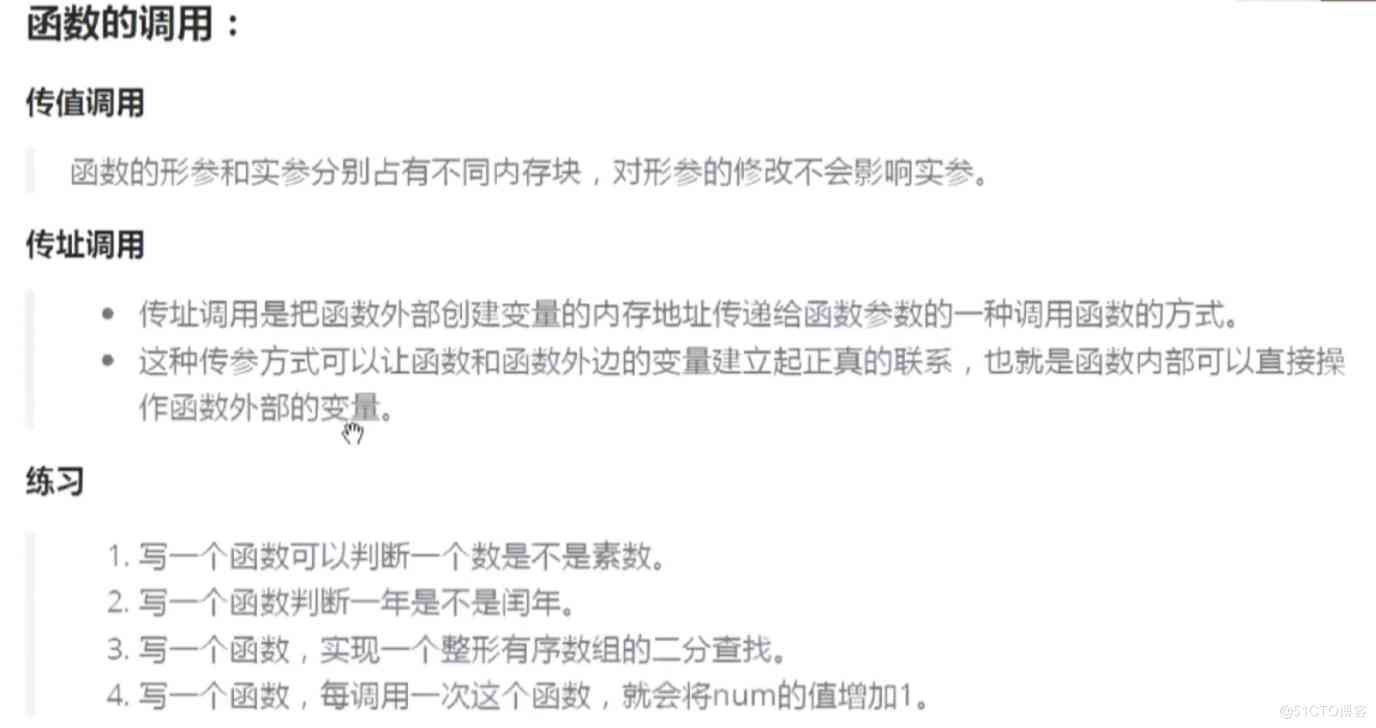 函数的调用：
传值调用
函数的形参和实参分别占有不同内存块，对形参的修改不会影响实参。
传址调用
• 传址调用是把函数外部创建变量的内存地址传递给函数参数的一种调用函数的方式。
• 这种传参方式可以让函数和函数外边的变量建立起正真的联系，也就是函数内部可以直接操
作函数外部的变量。
练习
1. 写一个函数可以判断一个数是不是素数。
2. 写一个函数判断一年是不是闰年。
3. 写一个函数，实现一个整形有序数组的二分查找。
4. 写一个函数，每调用一次这个函数，就会将num的值增加1。
@51CTO博客